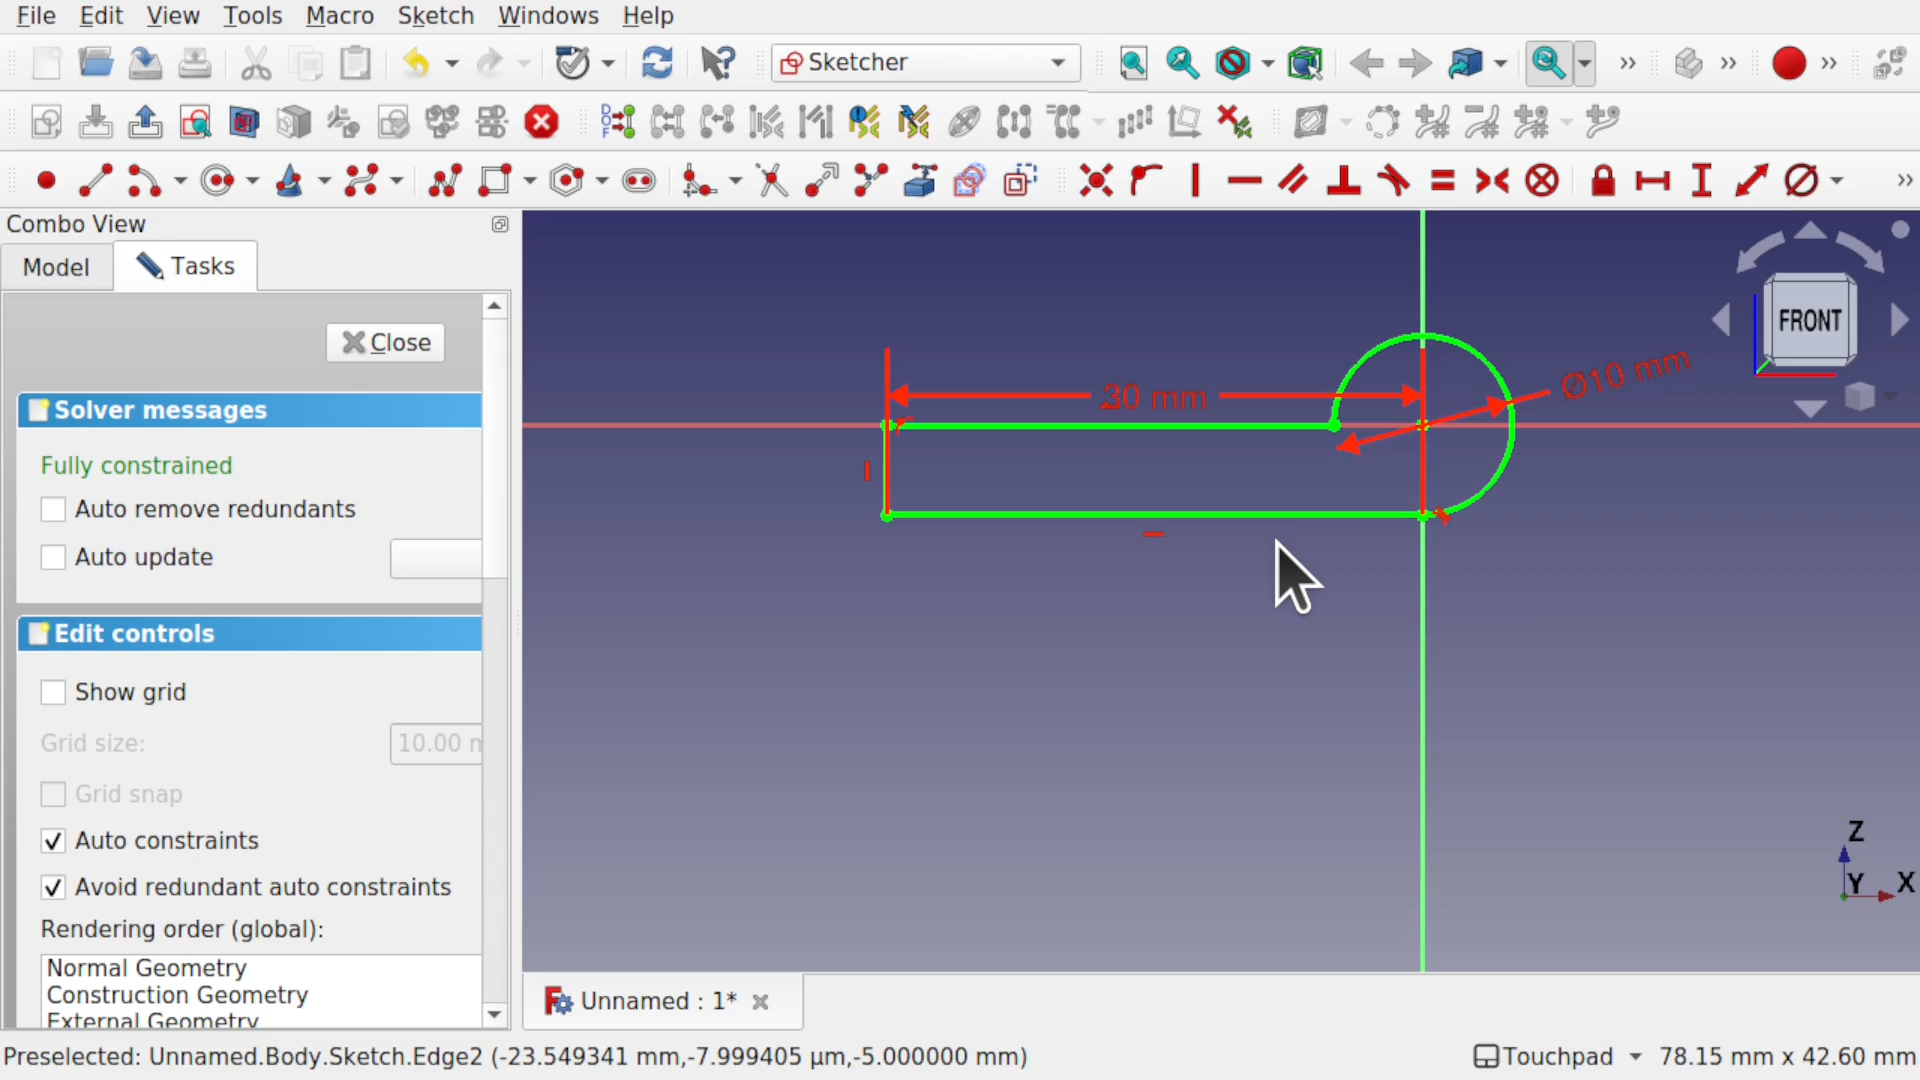 File Edit View Tools Macro Sketch Windows Help
Sketcher
Combo View
Model Tasks
Close
Solver messages
Fully constrained
Auto remove redundants
Auto update
Edit controls
Show grid
Grid size: 10.00 m
Grid snap
Auto constraints
Avoid redundant auto constraints
Rendering order (global):
Normal Geometry
Construction Geometry
External Geometry
30 mm
Ø10 mm
FRONT
Z
Y X
Unnamed : 1*
Preselected: Unnamed.Body.Sketch.Edge2 (-23.549341 mm,-7.999405 µm,-5.000000 mm)
Touchpad 78.15 mm x 42.60 mm